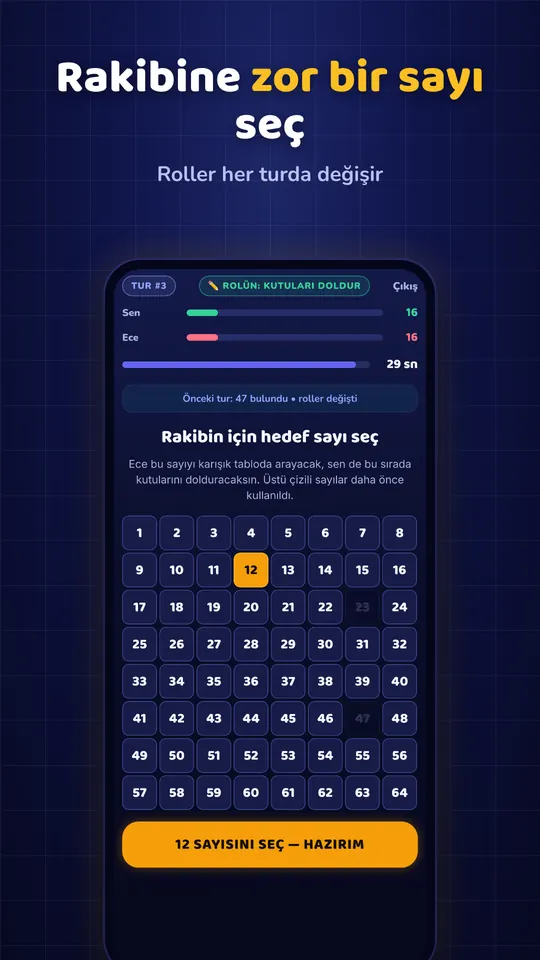 Rakibine zor bir sayı
seç
Roller her turda değişir
TUR #3
✏️ ROLÜN: KUTULARI DOLDUR
Çıkış
Sen
16
Ece
16
29 sn
Önceki tur: 47 bulundu • roller değişti
Rakibin için hedef sayı seç
Ece bu sayıyı karışık tabloda arayacak, sen de bu sırada
kutularını dolduracaksın. Üstü çizili sayılar daha önce
kullanıldı.
1 2 3 4 5 6 7 8
9 10 11 12 13 14 15 16
17 18 19 20 21 22 23 24
25 26 27 28 29 30 31 32
33 34 35 36 37 38 39 40
41 42 43 44 45 46 47 48
49 50 51 52 53 54 55 56
57 58 59 60 61 62 63 64
12 SAYISINI SEÇ — HAZIRIM